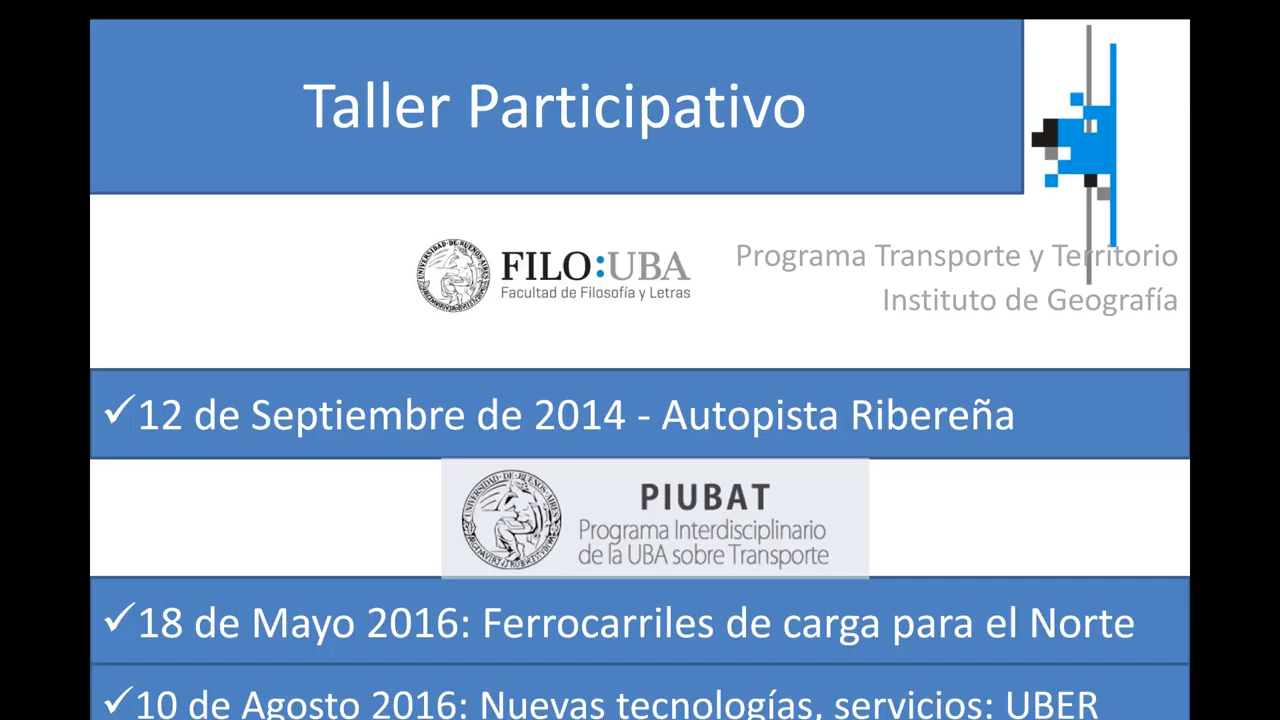 Taller Participativo
FILO:UBA
Facultad de Filosofía y Letras
Programa Transporte y Territorio
Instituto de Geografía
✓12 de Septiembre de 2014 - Autopista Ribereña
PIUBAT
Programa Interdisciplinario
de la UBA sobre Transporte
✓18 de Mayo 2016: Ferrocarriles de carga para el Norte
✓10 de Agosto 2016: Nuevas tecnologías, servicios: UBER